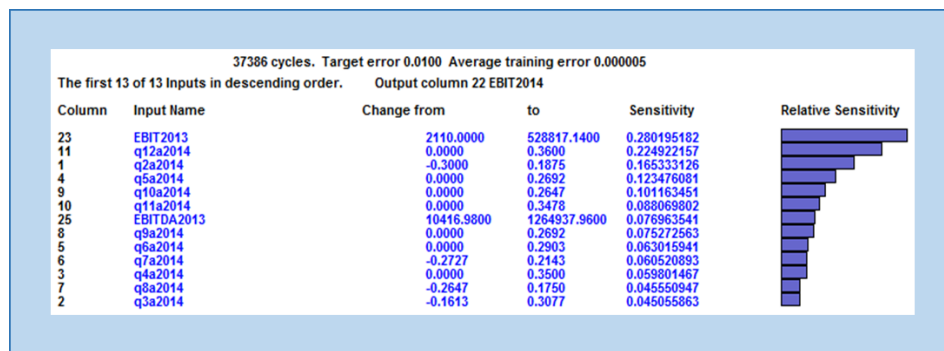 37386 cycles. Target error 0.0100 Average training error 0.000005
The first 13 of 13 Inputs in descending order. Output column 22 EBIT2014
Column Input Name Change from to Sensitivity Relative Sensitivity
23 EBIT2013 2110.0000 528817.1400 0.280195182
11 q12a2014 0.0000 0.3600 0.224922157
1 q2a2014 -0.3000 0.1875 0.165333126
4 q5a2014 0.0000 0.2692 0.123476081
9 q10a2014 0.0000 0.2647 0.101163451
10 q11a2014 0.0000 0.3478 0.088069802
25 EBITDA2013 10416.9800 1264937.9600 0.076963541
8 q9a2014 0.0000 0.2692 0.075272563
5 q6a2014 0.0000 0.2903 0.063015941
6 q7a2014 -0.2727 0.2143 0.060520893
3 q4a2014 0.0000 0.3500 0.059801467
7 q8a2014 -0.2647 0.1750 0.045550947
2 q3a2014 -0.1613 0.3077 0.045055863